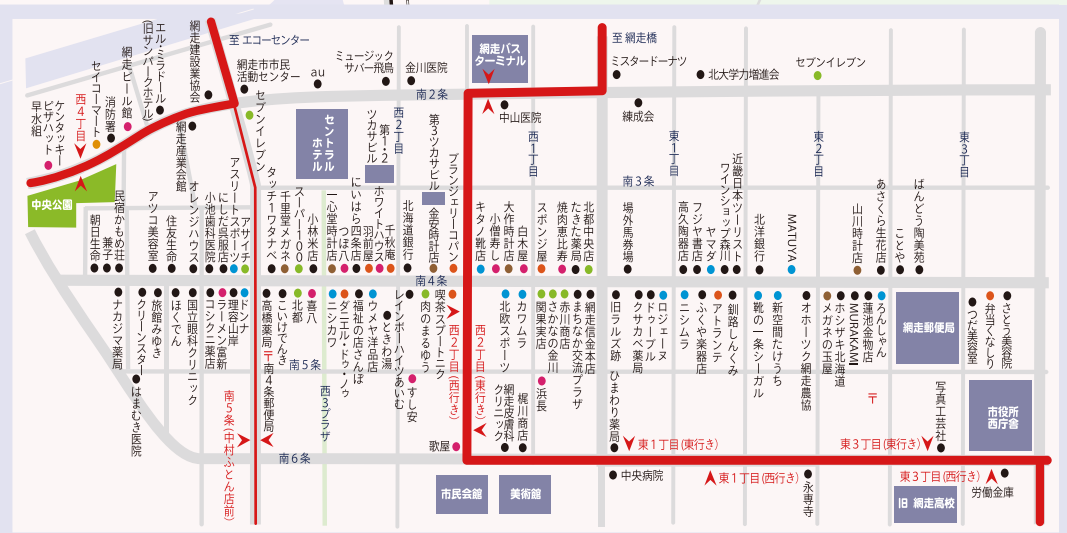 至 エコーセンター
至 網走橋
(旧サンパークホテル)
エル・ミラドール
網走建設業協会
網走ビール館
セイコーマート
消防署
西4丁目
ケンタッキー
ピザハット
早水組
網走市市民
活動センター
au
ミュージック
サバー飛鳥
金川医院
網走バス
ターミナル
ミスタードーナツ
北大学力増進会
セブンイレブン
南2条
中山医院
練成会
セブンイレブン
網走産業会館
セントラル
ホテル
西2丁目
第1・2
ツカサビル
第3ツカサビル
西1丁目
東1丁目
東2丁目
東3丁目
南3条
中央公園
朝日生命
兼子
民宿かもめ荘
アツコ美容室
住友生命
オレンジハウス
小池歯科医院
にしだ呉服店
アスリートスポーツ
アサイチ
タッチ1ワタナベ
千里堂メガネ
スーパー100
小林米店
一心堂時計店
つぼ八
にいはら四条店
羽前屋
ホワイトハウス
千秋庵
北海道銀行
金安時計店
ブランジェリーコパン
キタノ靴店
小僧寿し
大作時計店
白木屋
スポンジ屋
焼肉恵比寿
たきた薬局
北都中央店
場外馬券場
高久陶器店
フジヤ書店
ヤマダ
ワインショップ森川
近畿日本ツーリスト
北洋銀行
MATUYA
山川時計店
あさくら生花店
ことや
ばんどう陶美苑
南4条
ナカジマ薬局
クリーンスター
はまむき医院
旅館みゆき
ほくでん
国立眼科クリニック
コシクニ薬店
ラーメン富新
理容山岸
ドンナ
高橋薬局
〒南4条郵便局
こいけでんき
北都
喜八
南5条
ニシカワ
ダニエル・ドゥ・ノゥ
福祉の店さんぽ
ウメヤ洋品店
ときわ湯
レインボーハイツあいむ
すし安
肉のまるゆう
喫茶スプートニク
西2丁目(西行き)
西2丁目(東行き)
北欧スポーツ
カワムラ
網走皮膚科
クリニック
梶川商店
関果実店
浜長
さかなの金川
赤川商店
まちなか交流プラザ
網走信金本店
旧ラルズ跡
ひまわり薬局
クサカベ薬局
ドゥーブル
ロジェーヌ
ニシムラ
ふくや楽器店
アトランテ
釧路しんくみ
靴の一条シーガル
新空間たけうち
オホーツク網走農協
メガネの玉屋
ホシザキ北海道
MURAKAMI
蓮池金物店
ろんしゃん
〒
網走郵便局
つだ美容室
弁当くなしり
さとう美容院
写真工芸社
市役所
西庁舎
西3プラザ
南5条(中村ふとん店前)
歌屋
南6条
東1丁目(東行き)
東3丁目(東行き)
中央病院
東1丁目(西行き)
永専寺
東3丁目(西行き)
労働金庫
市民会館
美術館
旧 網走高校